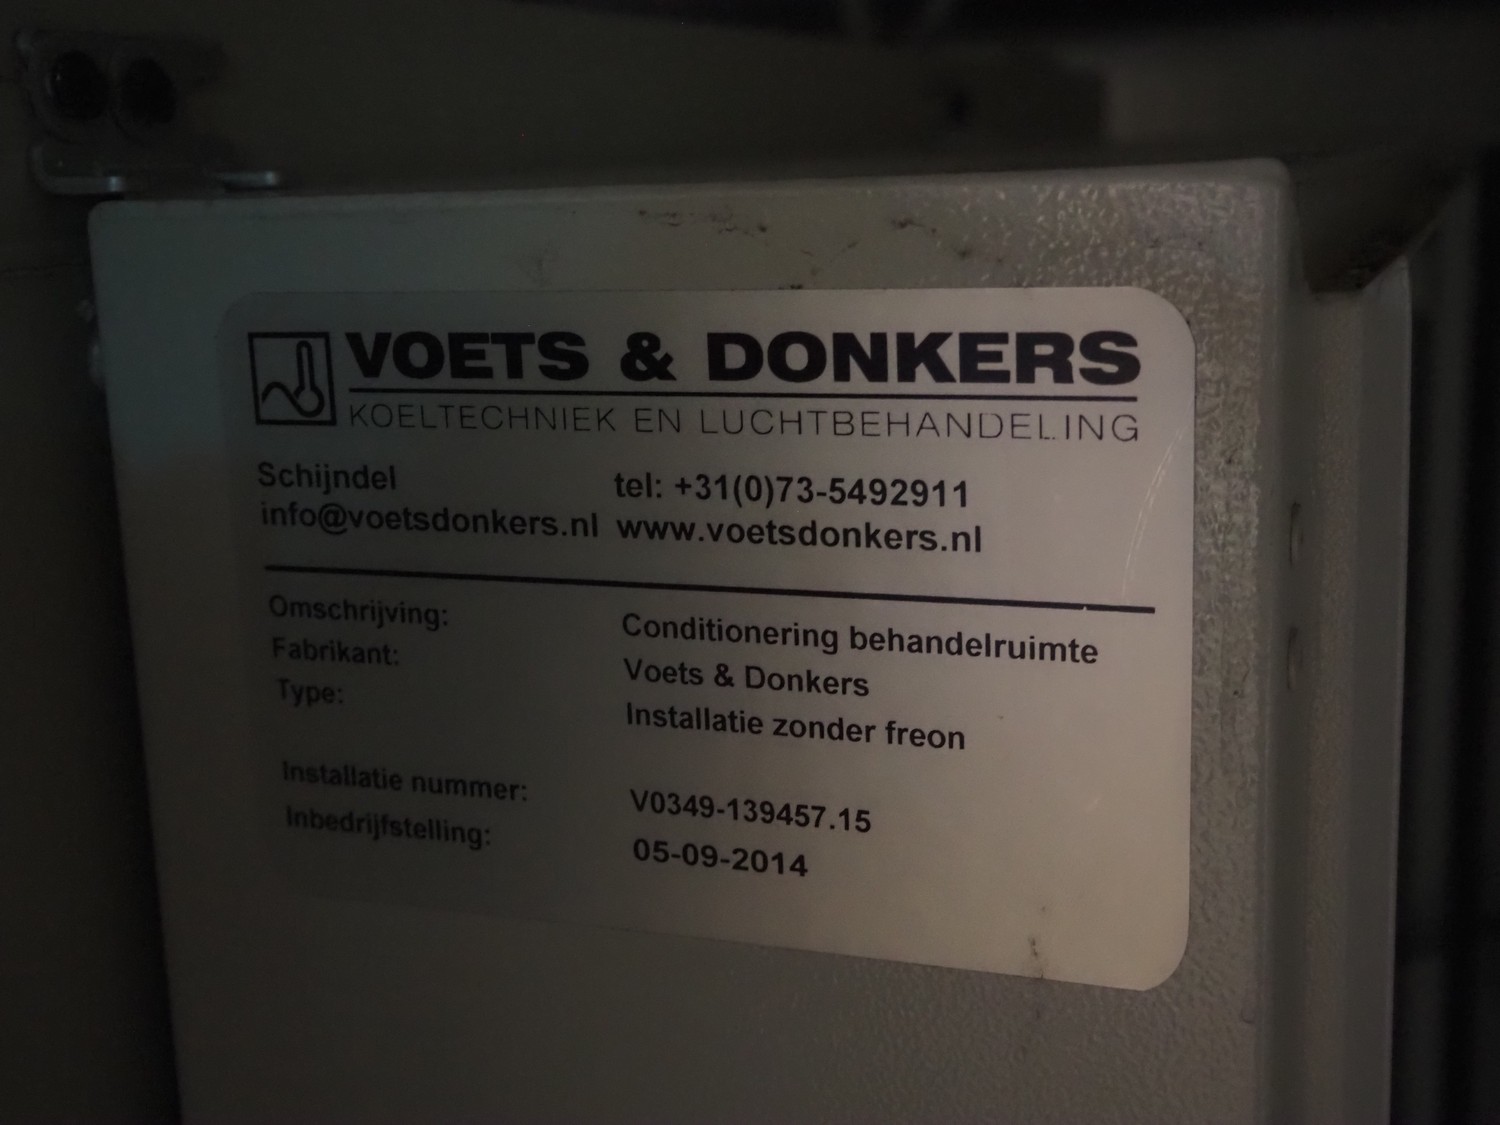 VOETS & DONKERS
KOELTECHNIEK EN LUCHTBEHANDELING
Schijndel tel: +31(0)73-5492911
info@voetsdonkers.nl www.voetsdonkers.nl
Omschrijving: Conditionering behandelruimte
Fabrikant: Voets & Donkers
Type: Installatie zonder freon
Installatie nummer: V0349-139457.15
Inbedrijfstelling: 05-09-2014